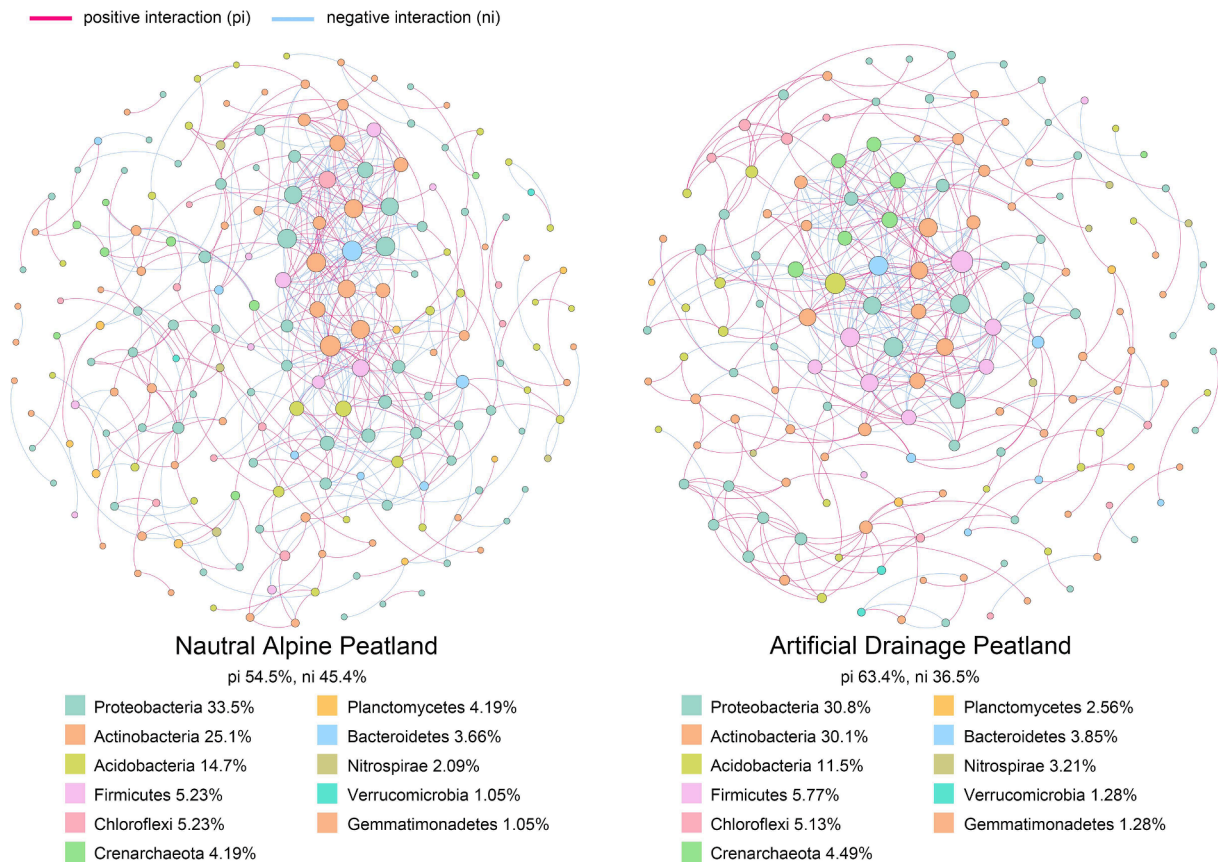 positive interaction (pi) negative interaction (ni)
Nautral Alpine Peatland
pi 54.5%, ni 45.4%
Proteobacteria 33.5%
Actinobacteria 25.1%
Acidobacteria 14.7%
Firmicutes 5.23%
Chloroflexi 5.23%
Crenarchaeota 4.19%
Planctomycetes 4.19%
Bacteroidetes 3.66%
Nitrospirae 2.09%
Verrucomicrobia 1.05%
Gemmatimonadetes 1.05%
Artificial Drainage Peatland
pi 63.4%, ni 36.5%
Proteobacteria 30.8%
Actinobacteria 30.1%
Acidobacteria 11.5%
Firmicutes 5.77%
Chloroflexi 5.13%
Crenarchaeota 4.49%
Planctomycetes 2.56%
Bacteroidetes 3.85%
Nitrospirae 3.21%
Verrucomicrobia 1.28%
Gemmatimonadetes 1.28%